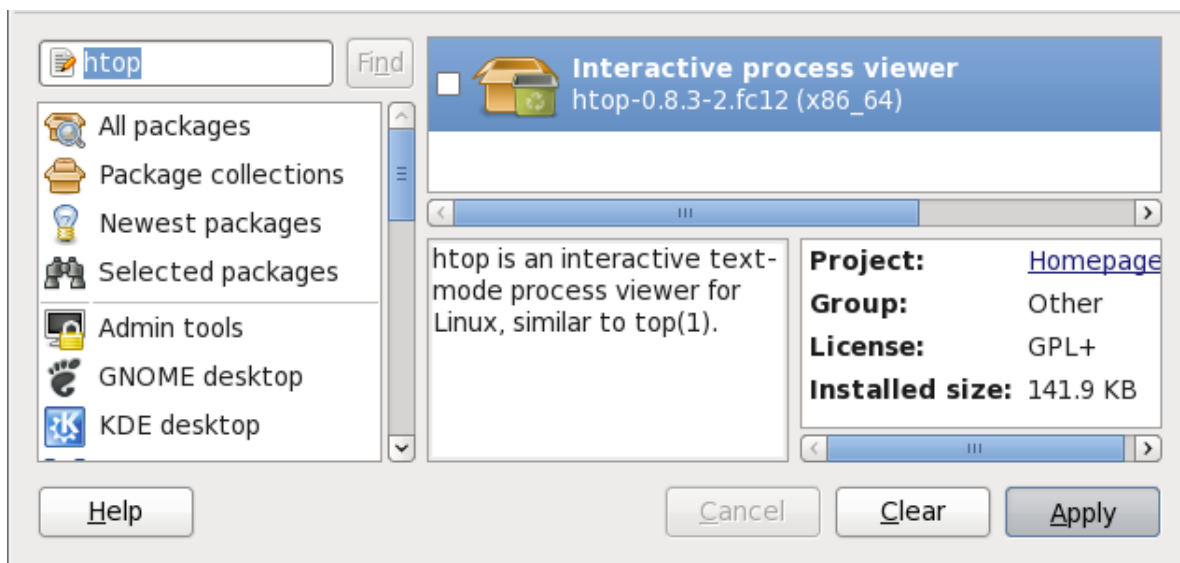 htop
Find
All packages
Package collections
Newest packages
Selected packages
Admin tools
GNOME desktop
KDE desktop
Interactive process viewer
htop-0.8.3-2.fc12 (x86_64)
htop is an interactive text-
mode process viewer for
Linux, similar to top(1).
Project: Homepage
Group: Other
License: GPL+
Installed size: 141.9 KB
Help
Cancel
Clear
Apply